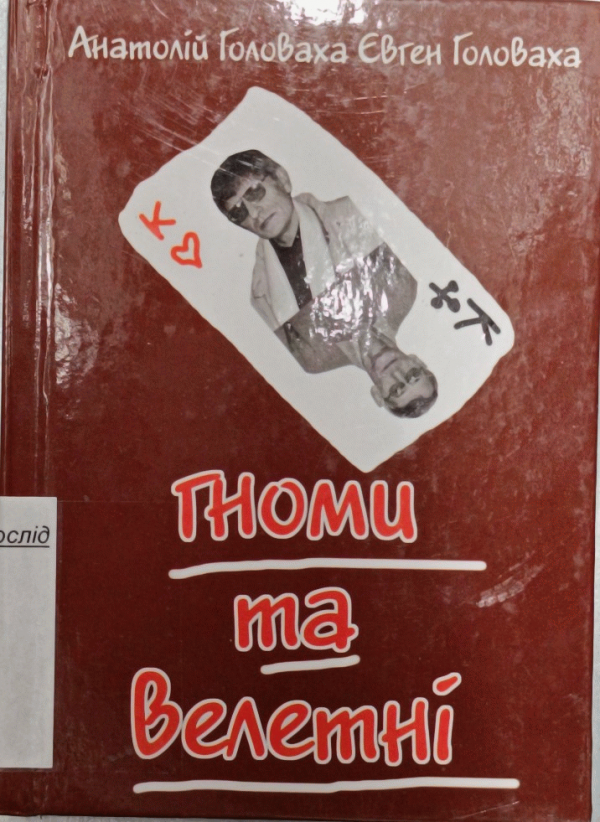 Анатолій Головаха Євген Головаха
К
К
Гноми
та
Велетні
ослід